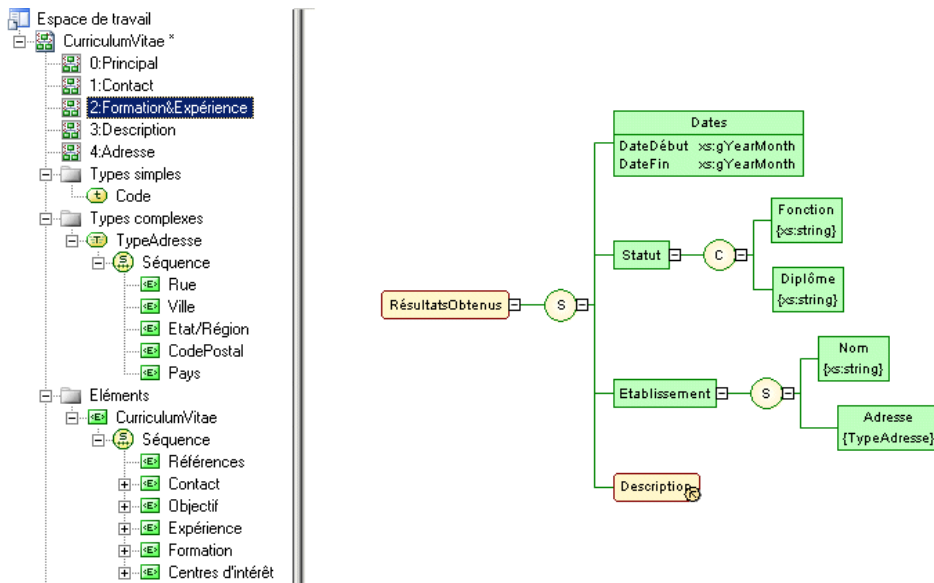 Espace de travail
CurriculumVitae *
0:Principal
1:Contact
2:Formation&Expérience
3:Description
4:Adresse
Types simples
t Code
Types complexes
T TypeAdresse
S Séquence
<E> Rue
<E> Ville
<E> Etat/Région
<E> CodePostal
<E> Pays
Eléments
<E> CurriculumVitae
S Séquence
<E> Références
<E> Contact
<E> Objectif
<E> Expérience
<E> Formation
<E> Centres d'intérêt
Dates
DateDébut xs:gYearMonth
DateFin xs:gYearMonth
Fonction
{xs:string}
Statut
C
Diplôme
{xs:string}
RésultatsObtenus
S
Nom
{xs:string}
Etablissement
S
Adresse
{TypeAdresse}
Description